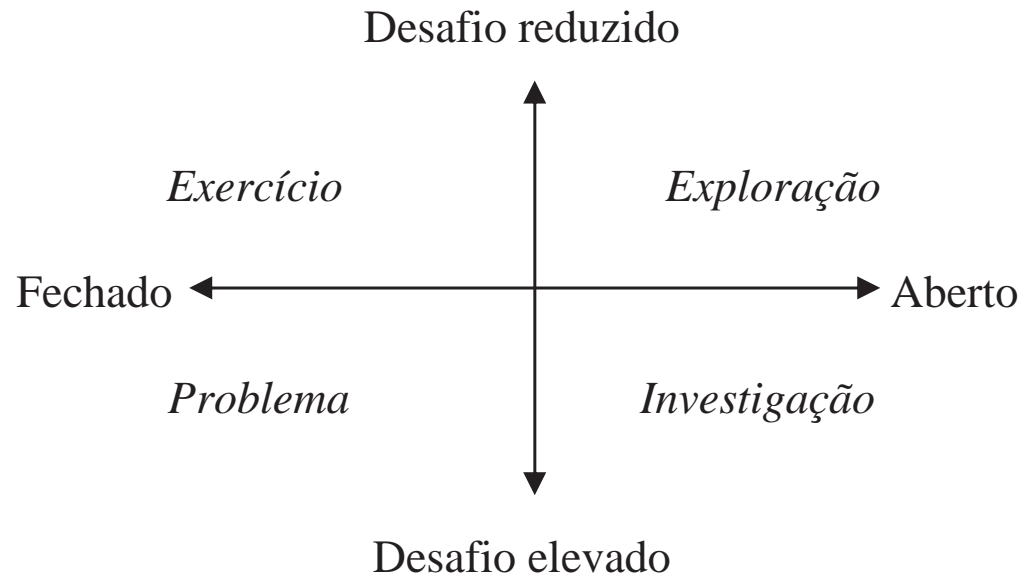 Desafio reduzido
Exercício Exploração
Fechado Aberto
Problema Investigação
Desafio elevado